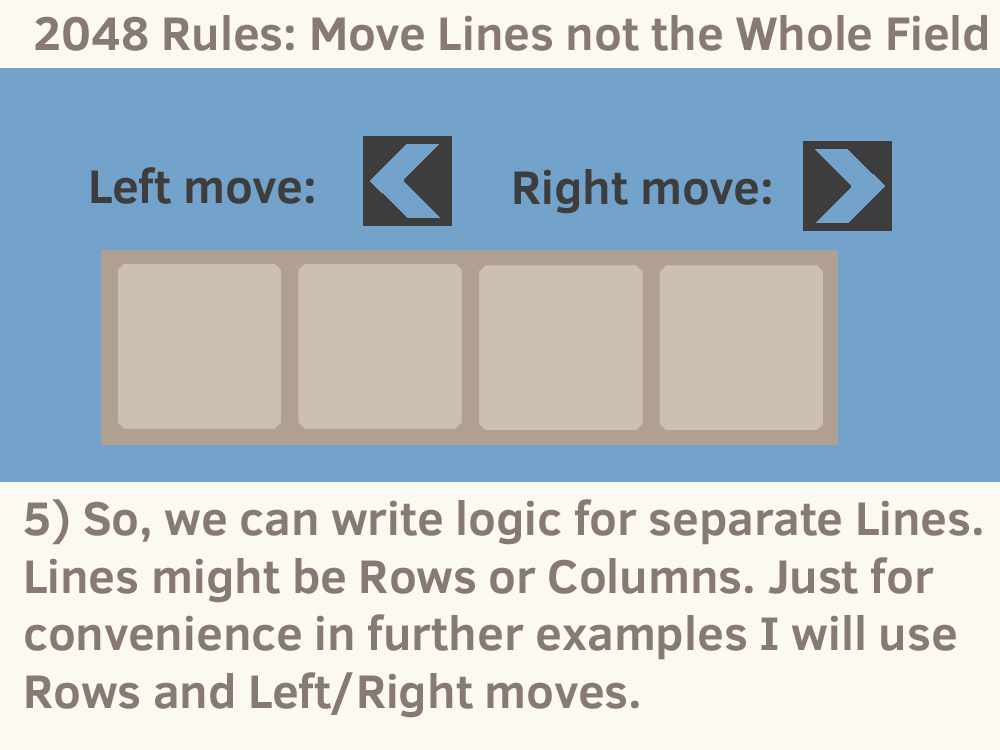 2048 Rules: Move Lines not the Whole Field
Left move: Right move:
5) So, we can write logic for separate Lines.
Lines might be Rows or Columns. Just for
convenience in further examples I will use
Rows and Left/Right moves.